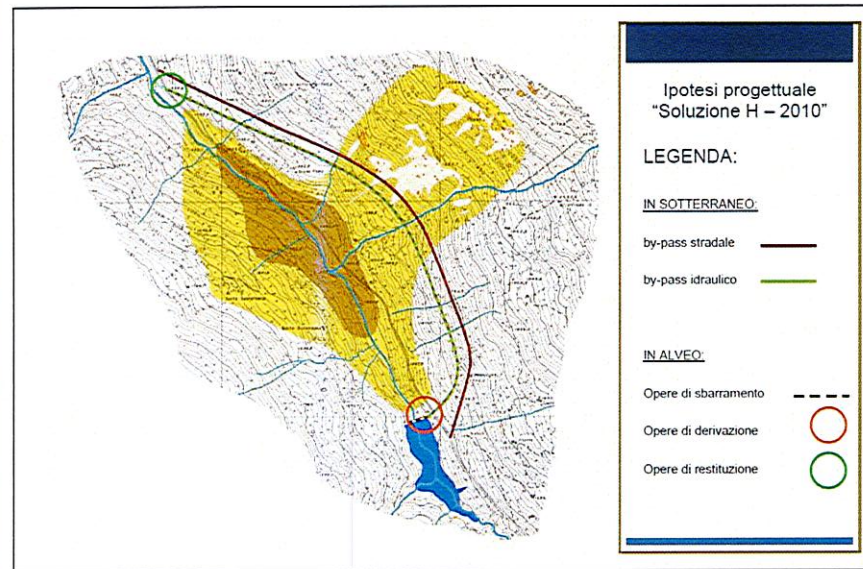 Ipotesi progettuale
"Soluzione H – 2010"
LEGENDA:
IN SOTTERRANEO:
by-pass stradale
by-pass idraulico
IN ALVEO:
Opere di sbarramento
Opere di derivazione
Opere di restituzione